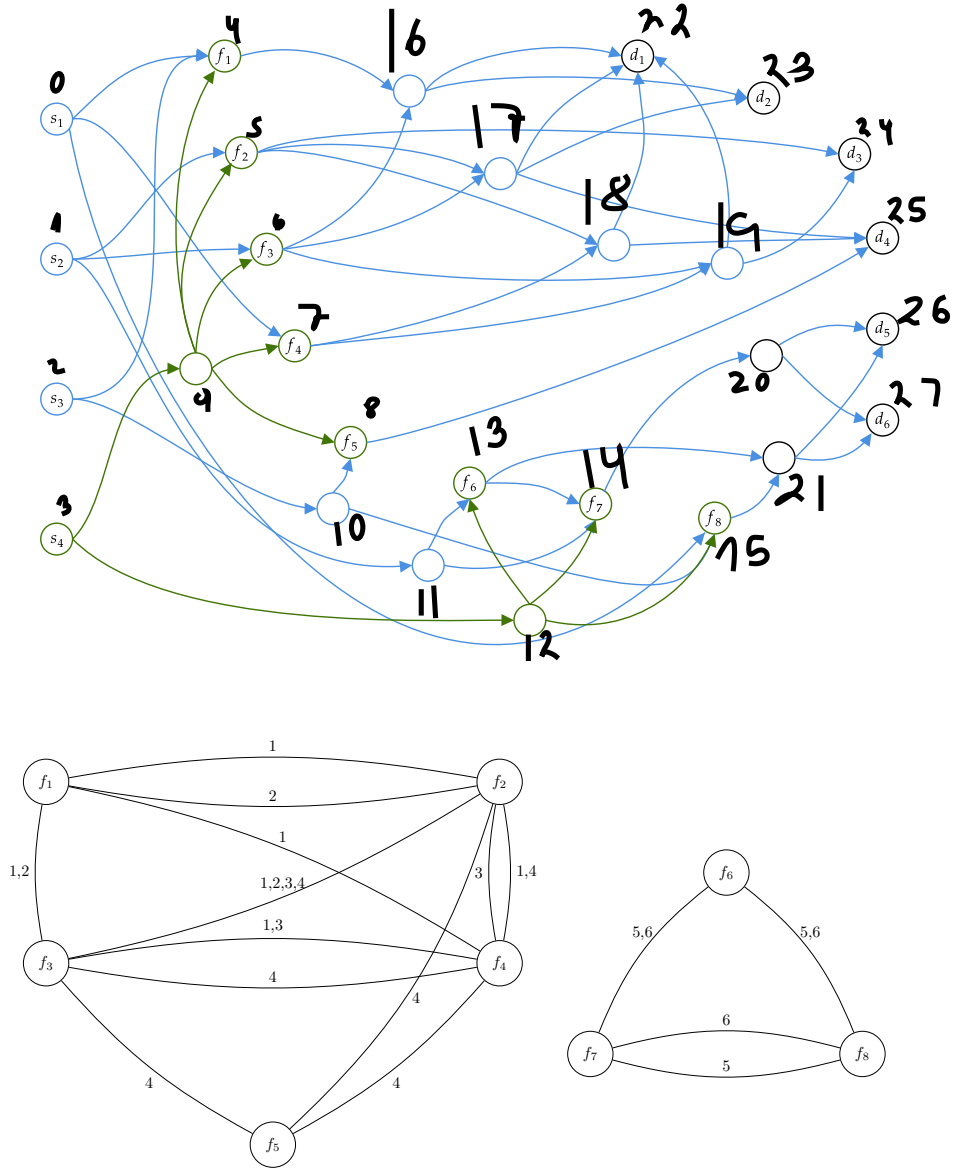 4
f₁
16
22
d₁
23
d₂
0
s₁
5
f₂
17
24
d₃
1
s₂
6
f₃
18
19
25
d₄
7
f₄
2
s₃
9
8
f₅
20
26
d₅
27
d₆
21
13
f₆
14
f₇
3
s₄
10
11
12
f₈
15
f₁
1
2
f₂
1
1,2
1,2,3,4
3
1,4
f₃
1,3
4
f₄
4
4
4
f₅
f₆
5,6
5,6
f₇
6
5
f₈